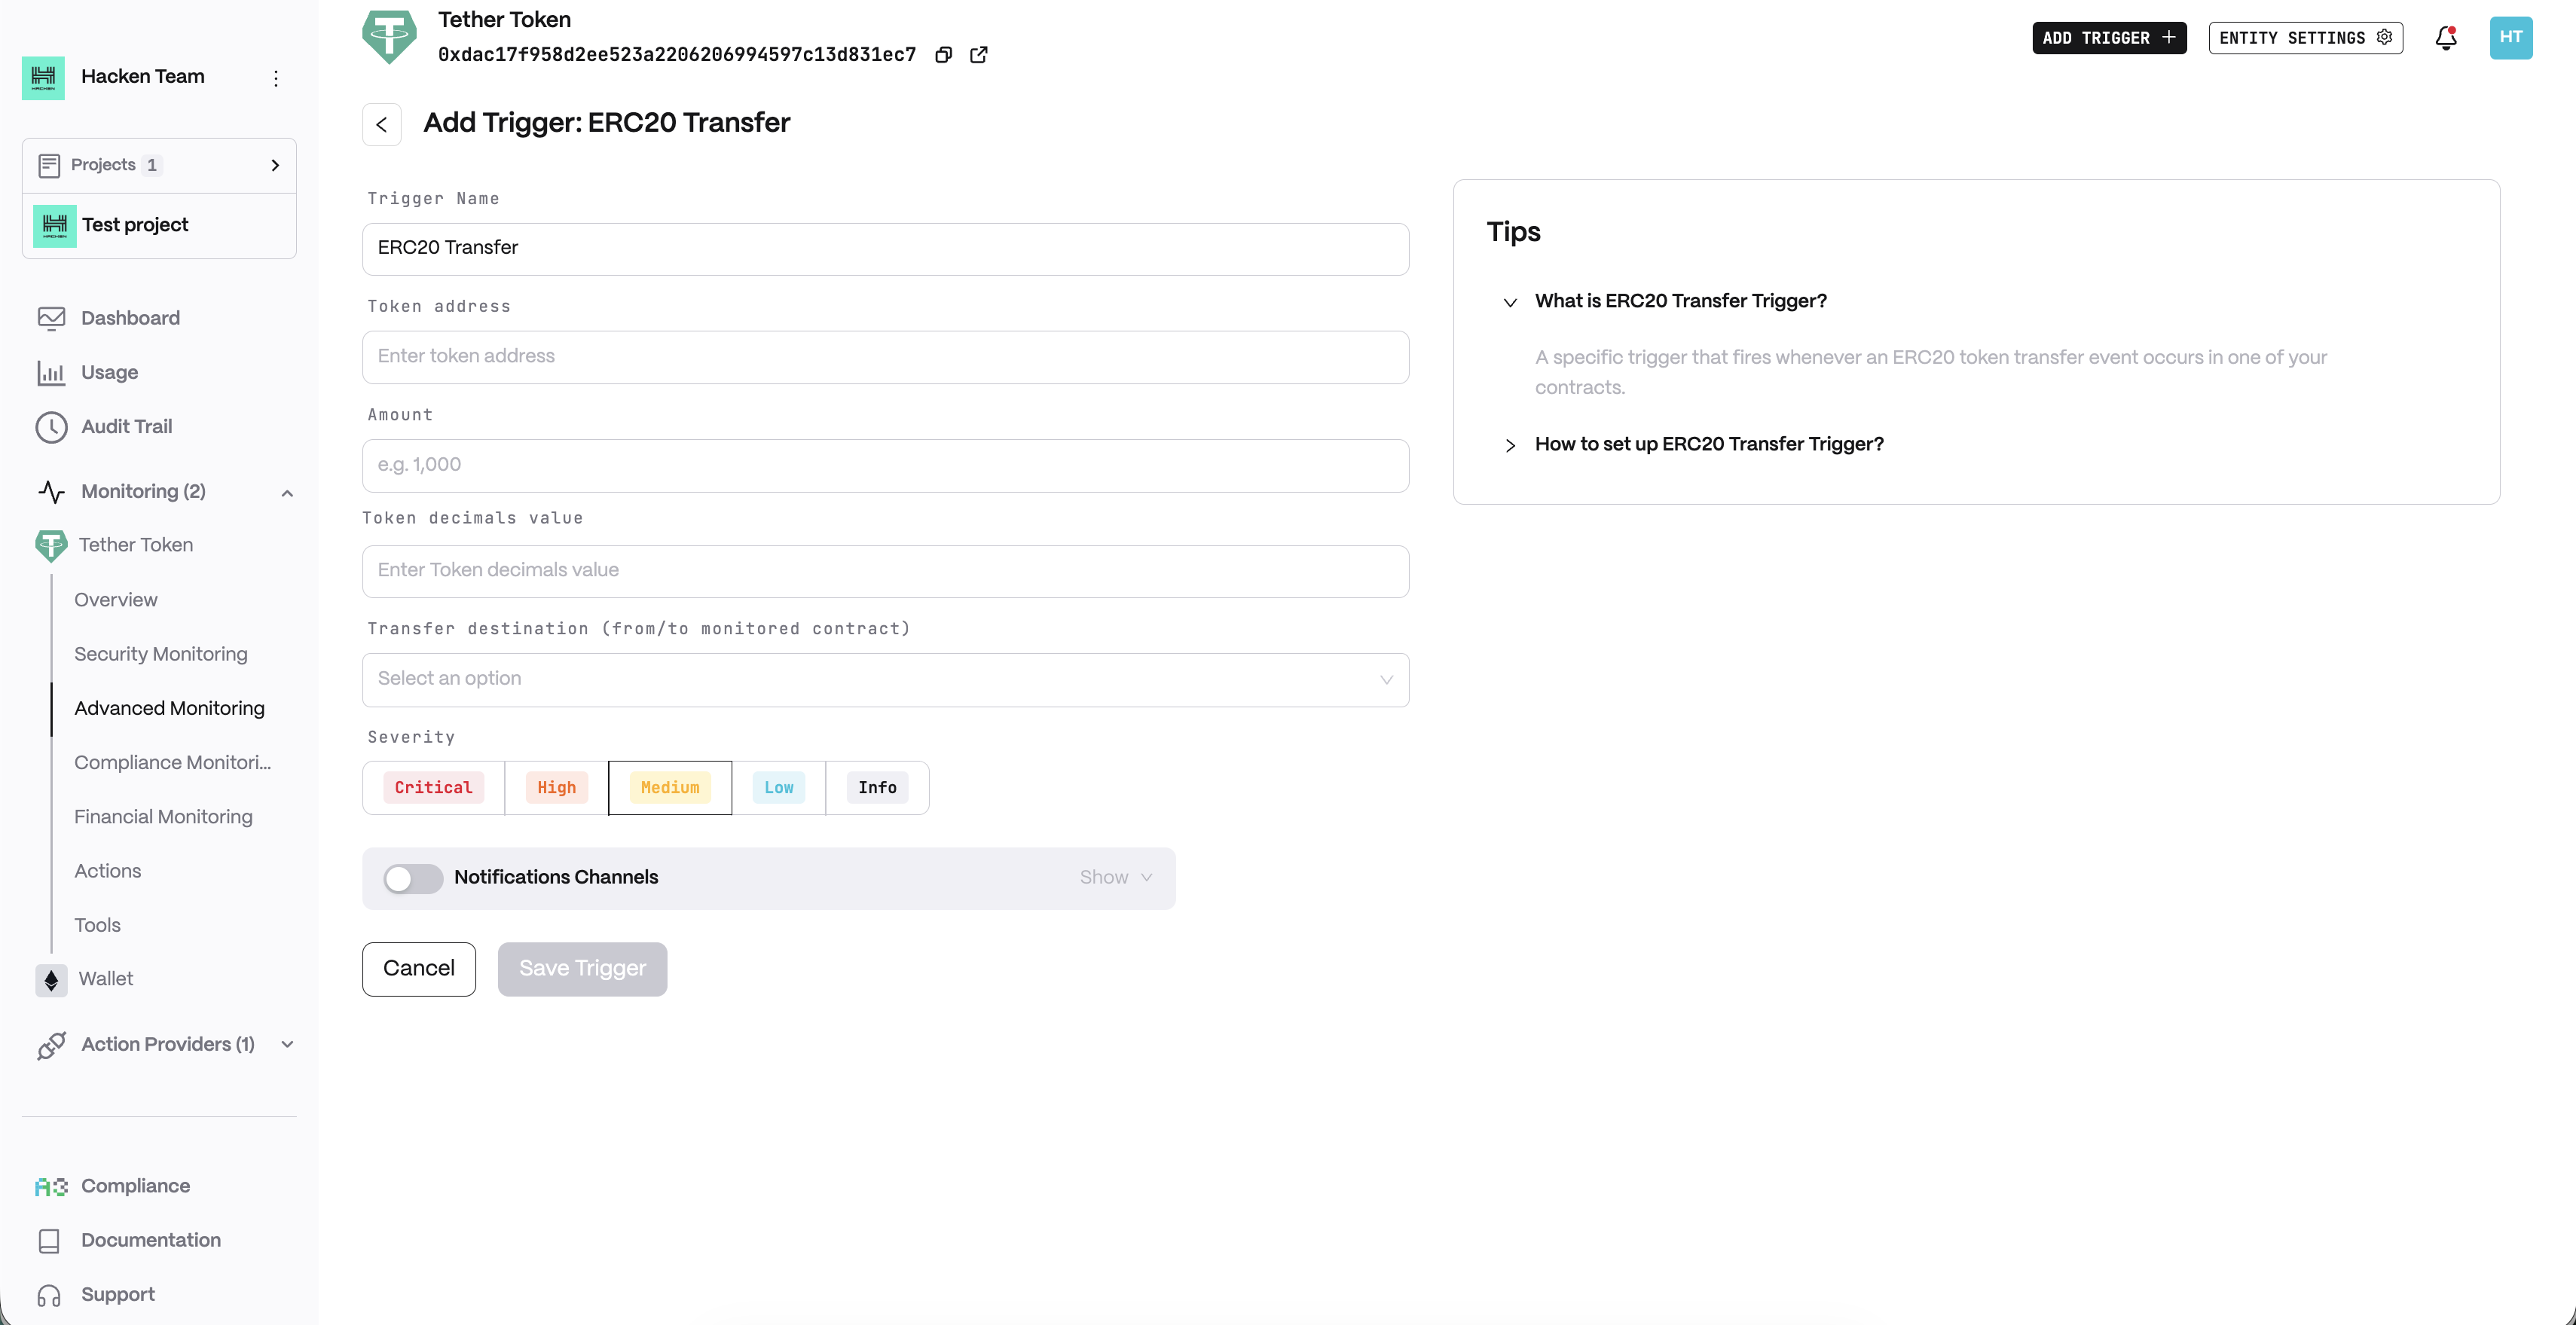 Hacken Team
Projects 1
Test project
Dashboard
Usage
Audit Trail
Monitoring (2)
Tether Token
Overview
Security Monitoring
Advanced Monitoring
Compliance Monitori...
Financial Monitoring
Actions
Tools
Wallet
Action Providers (1)
Compliance
Documentation
Support
Tether Token
0xdac17f958d2ee523a2206206994597c13d831ec7
ADD TRIGGER
ENTITY SETTINGS
HT
Add Trigger: ERC20 Transfer
Trigger Name
ERC20 Transfer
Token address
Enter token address
Amount
e.g. 1,000
Token decimals value
Enter Token decimals value
Transfer destination (from/to monitored contract)
Select an option
Severity
Critical High Medium Low Info
Notifications Channels Show
Cancel Save Trigger
Tips
What is ERC20 Transfer Trigger?
A specific trigger that fires whenever an ERC20 token transfer event occurs in one of your
contracts.
How to set up ERC20 Transfer Trigger?